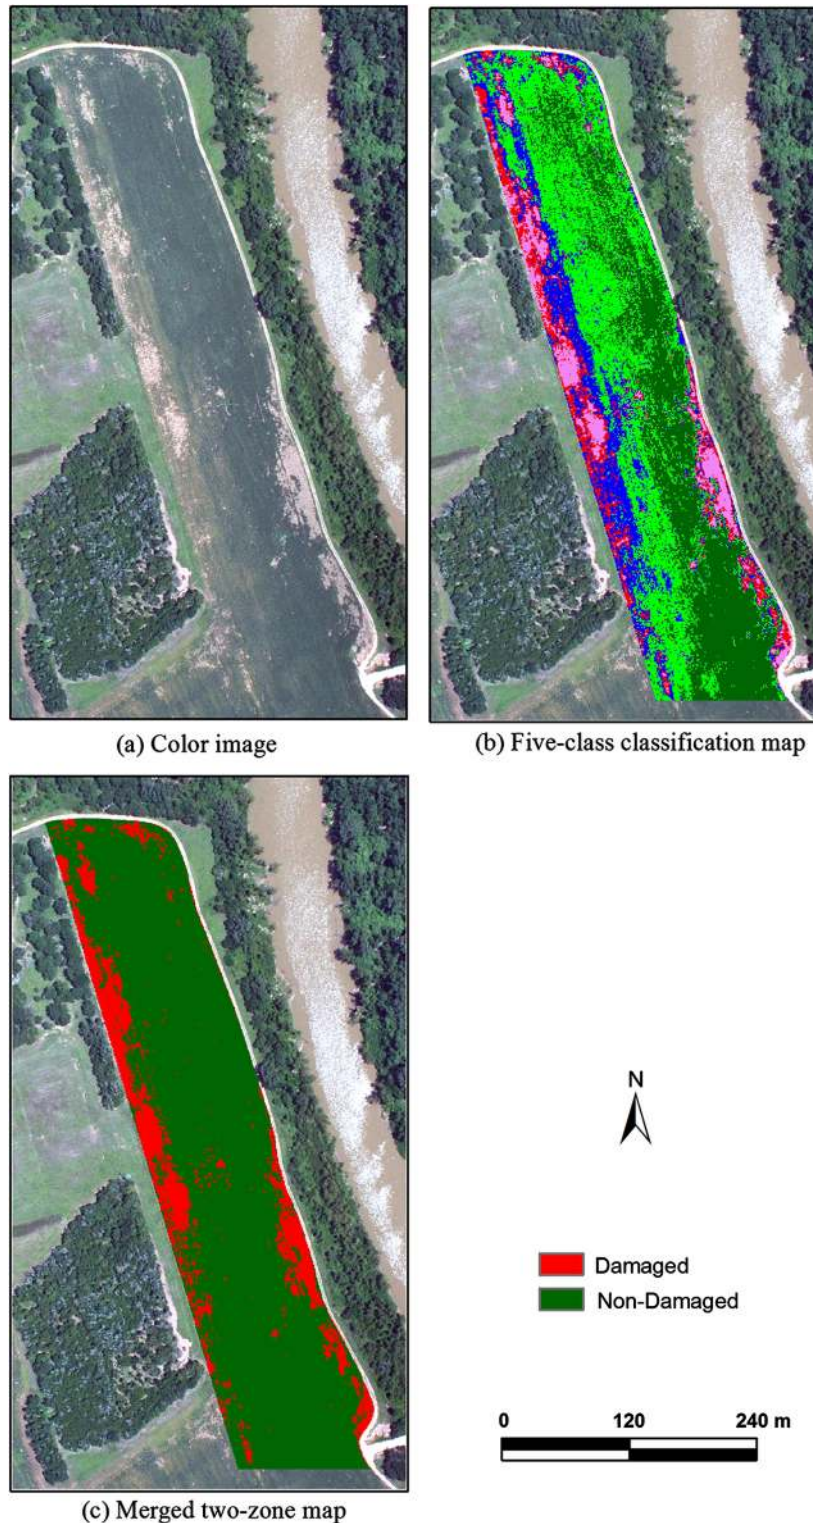 (a) Color image
(b) Five-class classification map
N
Damaged
Non-Damaged
0 120 240 m
(c) Merged two-zone map